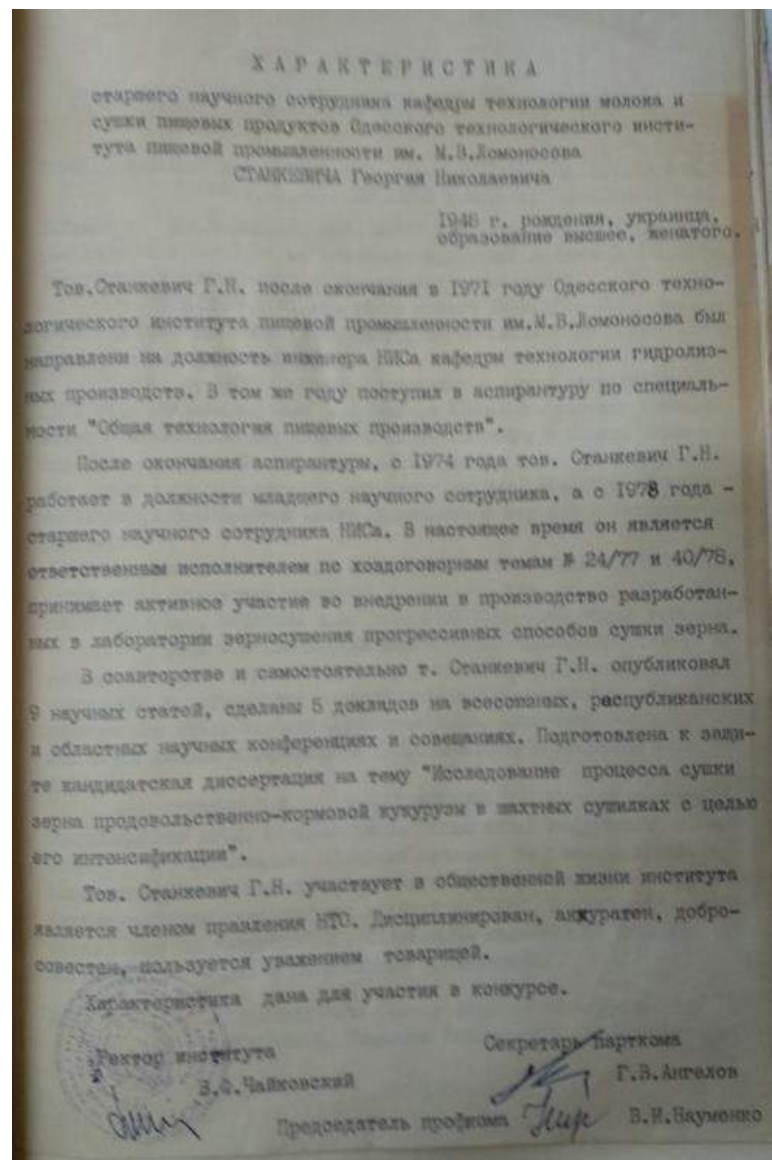 ХАРАКТЕРИСТИКА
старшего научного сотрудника кафедры технологии молока и
сушки пищевых продуктов Одесского технологического инсти-
тута пищевой промышленности им. М.В.Ломоносова
СТАНКЕВИЧА Георгия Николаевича
1948 г. рождения, украинца,
образование высшее, женатого.
Тов.Станкевич Г.Н. после окончания в 1971 году Одесского техно-
логического института пищевой промышленности им.М.В.Ломоносова был
направлени на должность инженера НИСа кафедры технологии гидролиз-
ных производств. В том же году поступил в аспирантуру по специаль-
ности "Общая технология пищевых производств".
После окончания аспирантуры, с 1974 года тов. Станкевич Г.Н.
работает в должности младшего научного сотрудника, а с 1978 года -
старшего научного сотрудника НИСа. В настоящее время он является
ответственным исполнителем по хоздоговорным темам № 24/77 и 40/78,
принимает активное участие во внедрении в производство разработан-
ных в лаборатории зерносушения прогрессивных способов сушки зерна.
В соавторстве и самостоятельно т. Станкевич Г.Н. опубликовал
9 научных статей, сделаны 5 докладов на всесоюзных, республиканских
и областных научных конференциях и совещаниях. Подготовлена к защи-
те кандидатская диссертация на тему "Исследование процесса сушки
зерна продовольственно-кормовой кукурузы в шахтных сушилках с целью
его интенсификации".
Тов. Станкевич Г.Н. участвует в общественной жизни института
является членом правления НТО. Дисциплинирован, аккуратен, добро-
совестен, пользуется уважением товарищей.
Характеристика дана для участия в конкурсе.
Ректор института
В.Ф.Чайковский
Секретарь парткома
Г.В.Ангелов
Председатель профкома
В.И.Науменко